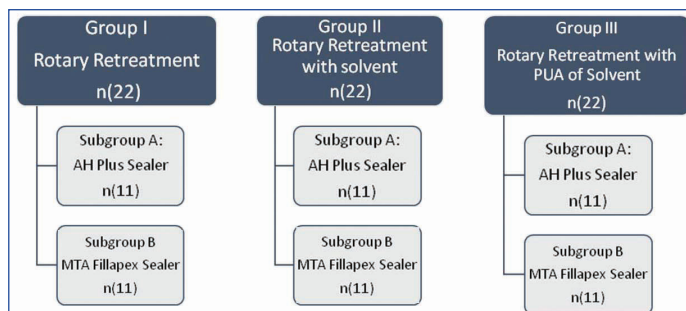 Group I
Rotary Retreatment
n(22)
Subgroup A:
AH Plus Sealer
n(11)
Subgroup B
MTA Fillapex Sealer
n(11)
Group II
Rotary Retreatment
with solvent
n(22)
Subgroup A:
AH Plus Sealer
n(11)
Subgroup B
MTA Fillapex Sealer
n(11)
Group III
Rotary Retreatment with
PUA of Solvent
n(22)
Subgroup A:
AH Plus Sealer
n(11)
Subgroup B
MTA Fillapex Sealer
n(11)